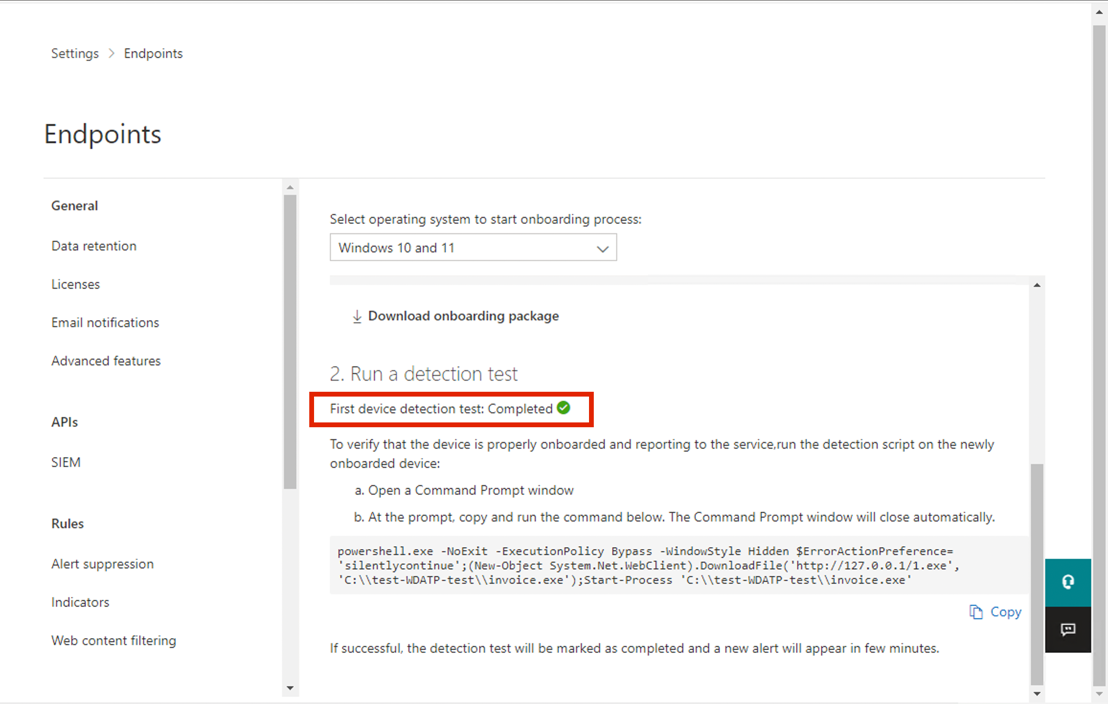 Settings > Endpoints
Endpoints
General
Data retention
Licenses
Email notifications
Advanced features
APIs
SIEM
Rules
Alert suppression
Indicators
Web content filtering
Select operating system to start onboarding process:
Windows 10 and 11
Download onboarding package
2. Run a detection test
First device detection test: Completed
To verify that the device is properly onboarded and reporting to the service,run the detection script on the newly
onboarded device:
a. Open a Command Prompt window
b. At the prompt, copy and run the command below. The Command Prompt window will close automatically.
powershell.exe -NoExit -ExecutionPolicy Bypass -WindowStyle Hidden $ErrorActionPreference=
'silentlycontinue';(New-Object System.Net.WebClient).DownloadFile('http://127.0.0.1/1.exe',
'C:\\test-WDATP-test\\invoice.exe');Start-Process 'C:\\test-WDATP-test\\invoice.exe'
Copy
If successful, the detection test will be marked as completed and a new alert will appear in few minutes.